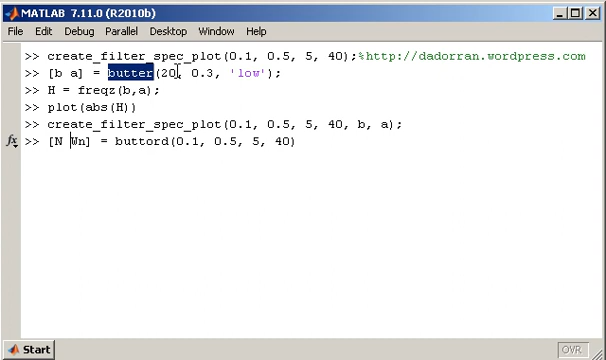 MATLAB 7.11.0 (R2010b)
File Edit Debug Parallel Desktop Window Help
>> create_filter_spec_plot(0.1, 0.5, 5, 40);%http://dadorran.wordpress.com
>> [b a] = butter(20, 0.3, 'low');
>> H = freqz(b,a);
>> plot(abs(H))
>> create_filter_spec_plot(0.1, 0.5, 5, 40, b, a);
fx >> [N Wn] = buttord(0.1, 0.5, 5, 40)
Start OVR